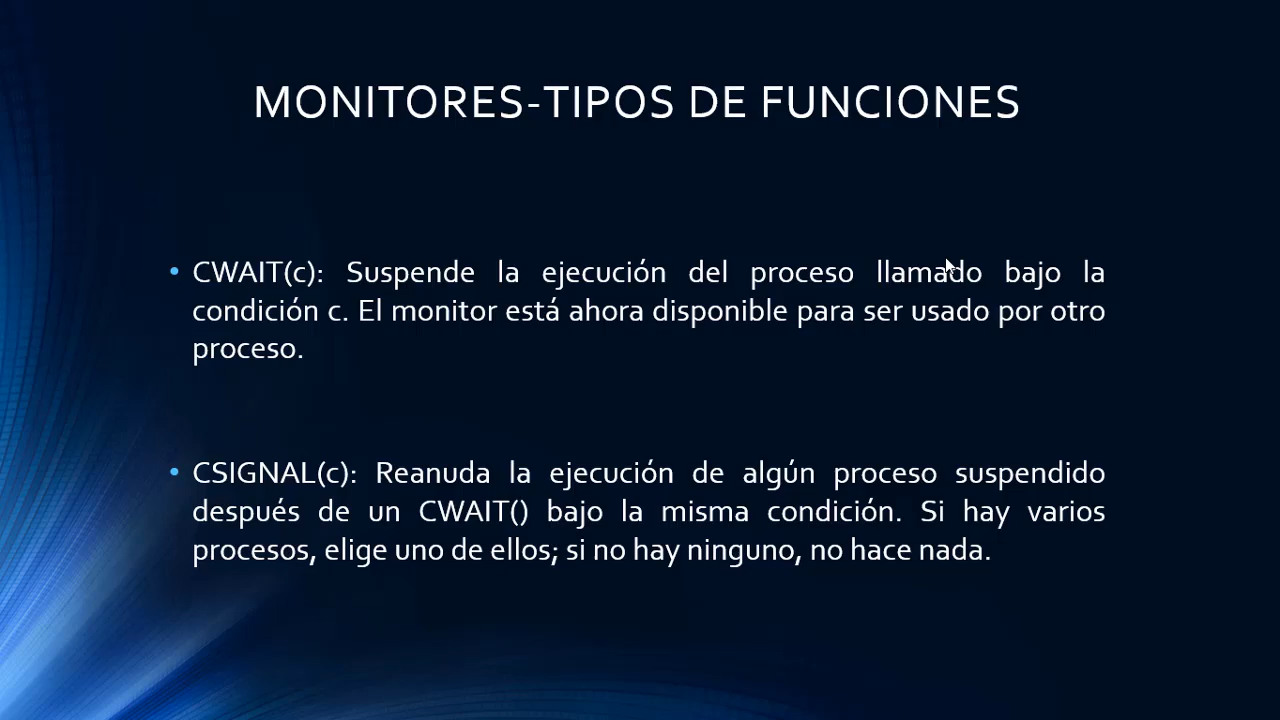 MONITORES-TIPOS DE FUNCIONES
• CWAIT(c): Suspende la ejecución del proceso llamado bajo la
condición c. El monitor está ahora disponible para ser usado por otro
proceso.
• CSIGNAL(c): Reanuda la ejecución de algún proceso suspendido
después de un CWAIT() bajo la misma condición. Si hay varios
procesos, elige uno de ellos; si no hay ninguno, no hace nada.